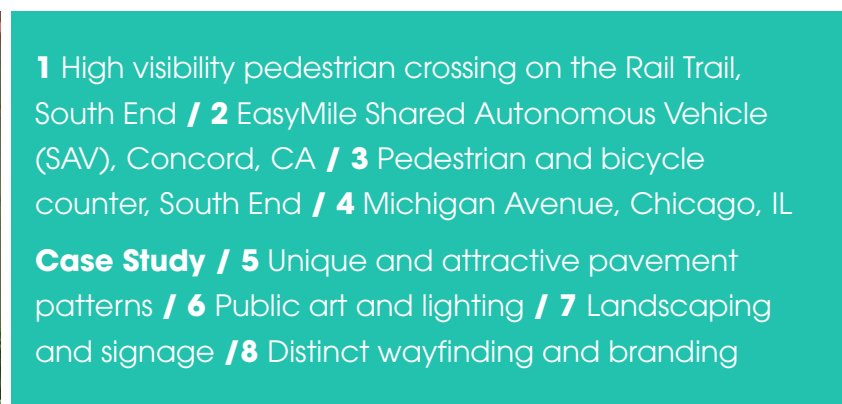 1 High visibility pedestrian crossing on the Rail Trail,
South End / 2 EasyMile Shared Autonomous Vehicle
(SAV), Concord, CA / 3 Pedestrian and bicycle
counter, South End / 4 Michigan Avenue, Chicago, IL
Case Study / 5 Unique and attractive pavement
patterns / 6 Public art and lighting / 7 Landscaping
and signage /8 Distinct wayfinding and branding